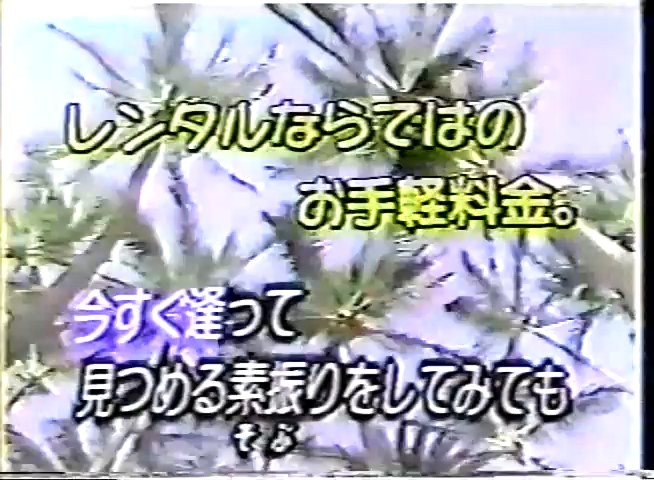 レンタルならではの
お手軽料金。
今すぐ逢って
見つめる素振りをしてみても
そぶ